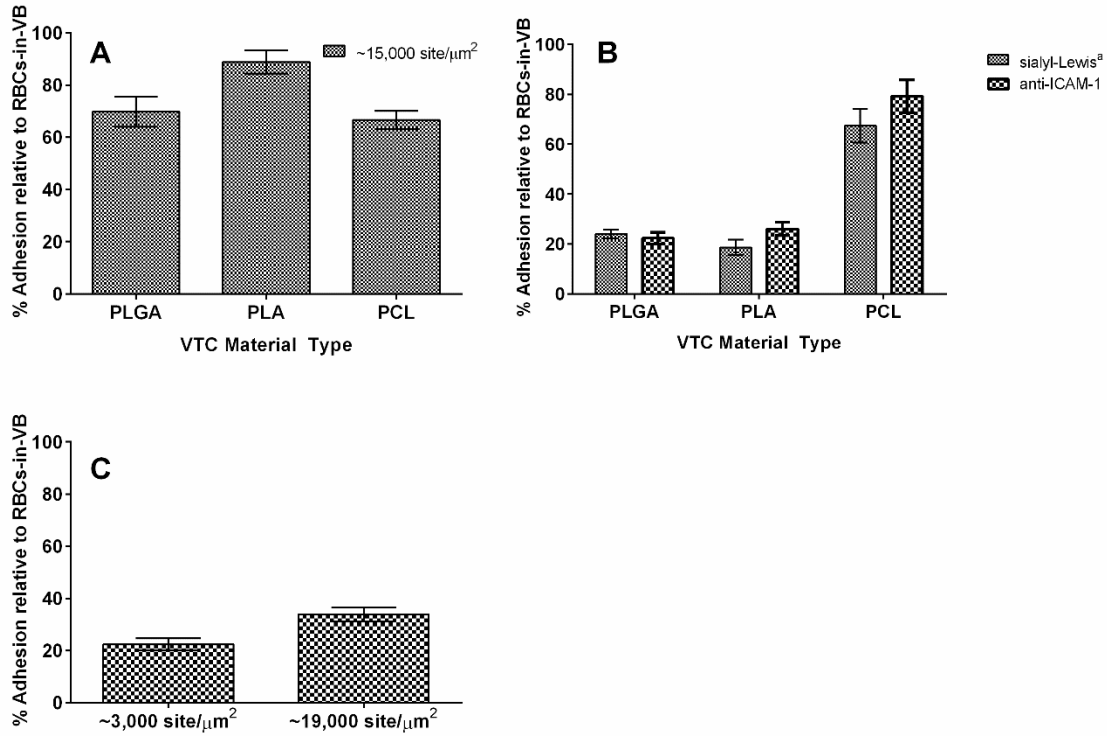 A
~15,000 site/μm²
% Adhesion relative to RBCs-in-VB
100
80
60
40
20
0
PLGA PLA PCL
VTC Material Type
B
sialyl-Lewisᵃ
anti-ICAM-1
% Adhesion relative to RBCs-in-VB
100
80
60
40
20
0
PLGA PLA PCL
VTC Material Type
C
% Adhesion relative to RBCs-in-VB
100
80
60
40
20
0
~3,000 site/μm² ~19,000 site/μm²